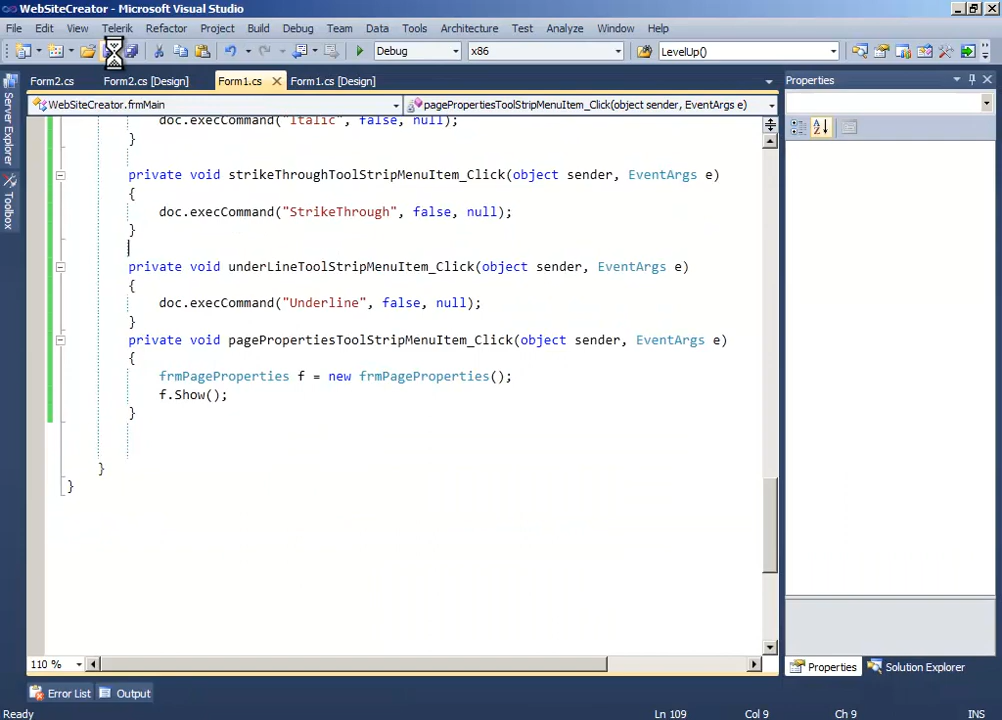 WebSiteCreator - Microsoft Visual Studio
File Edit View Telerik Refactor Project Build Debug Team Data Tools Architecture Test Analyze Window Help
Debug x86 LevelUp()
Form2.cs Form2.cs [Design] Form1.cs Form1.cs [Design]
WebSiteCreator.frmMain pagePropertiesToolStripMenuItem_Click(object sender, EventArgs e)
doc.execCommand("Italic", false, null);
}
private void strikeThroughToolStripMenuItem_Click(object sender, EventArgs e)
{
doc.execCommand("StrikeThrough", false, null);
}
private void underLineToolStripMenuItem_Click(object sender, EventArgs e)
{
doc.execCommand("Underline", false, null);
}
private void pagePropertiesToolStripMenuItem_Click(object sender, EventArgs e)
{
frmPageProperties f = new frmPageProperties();
f.Show();
}
}
}
110 %
Server Explorer
Toolbox
Properties
Properties Solution Explorer
Error List Output
Ready Ln 109 Col 9 Ch 9 INS